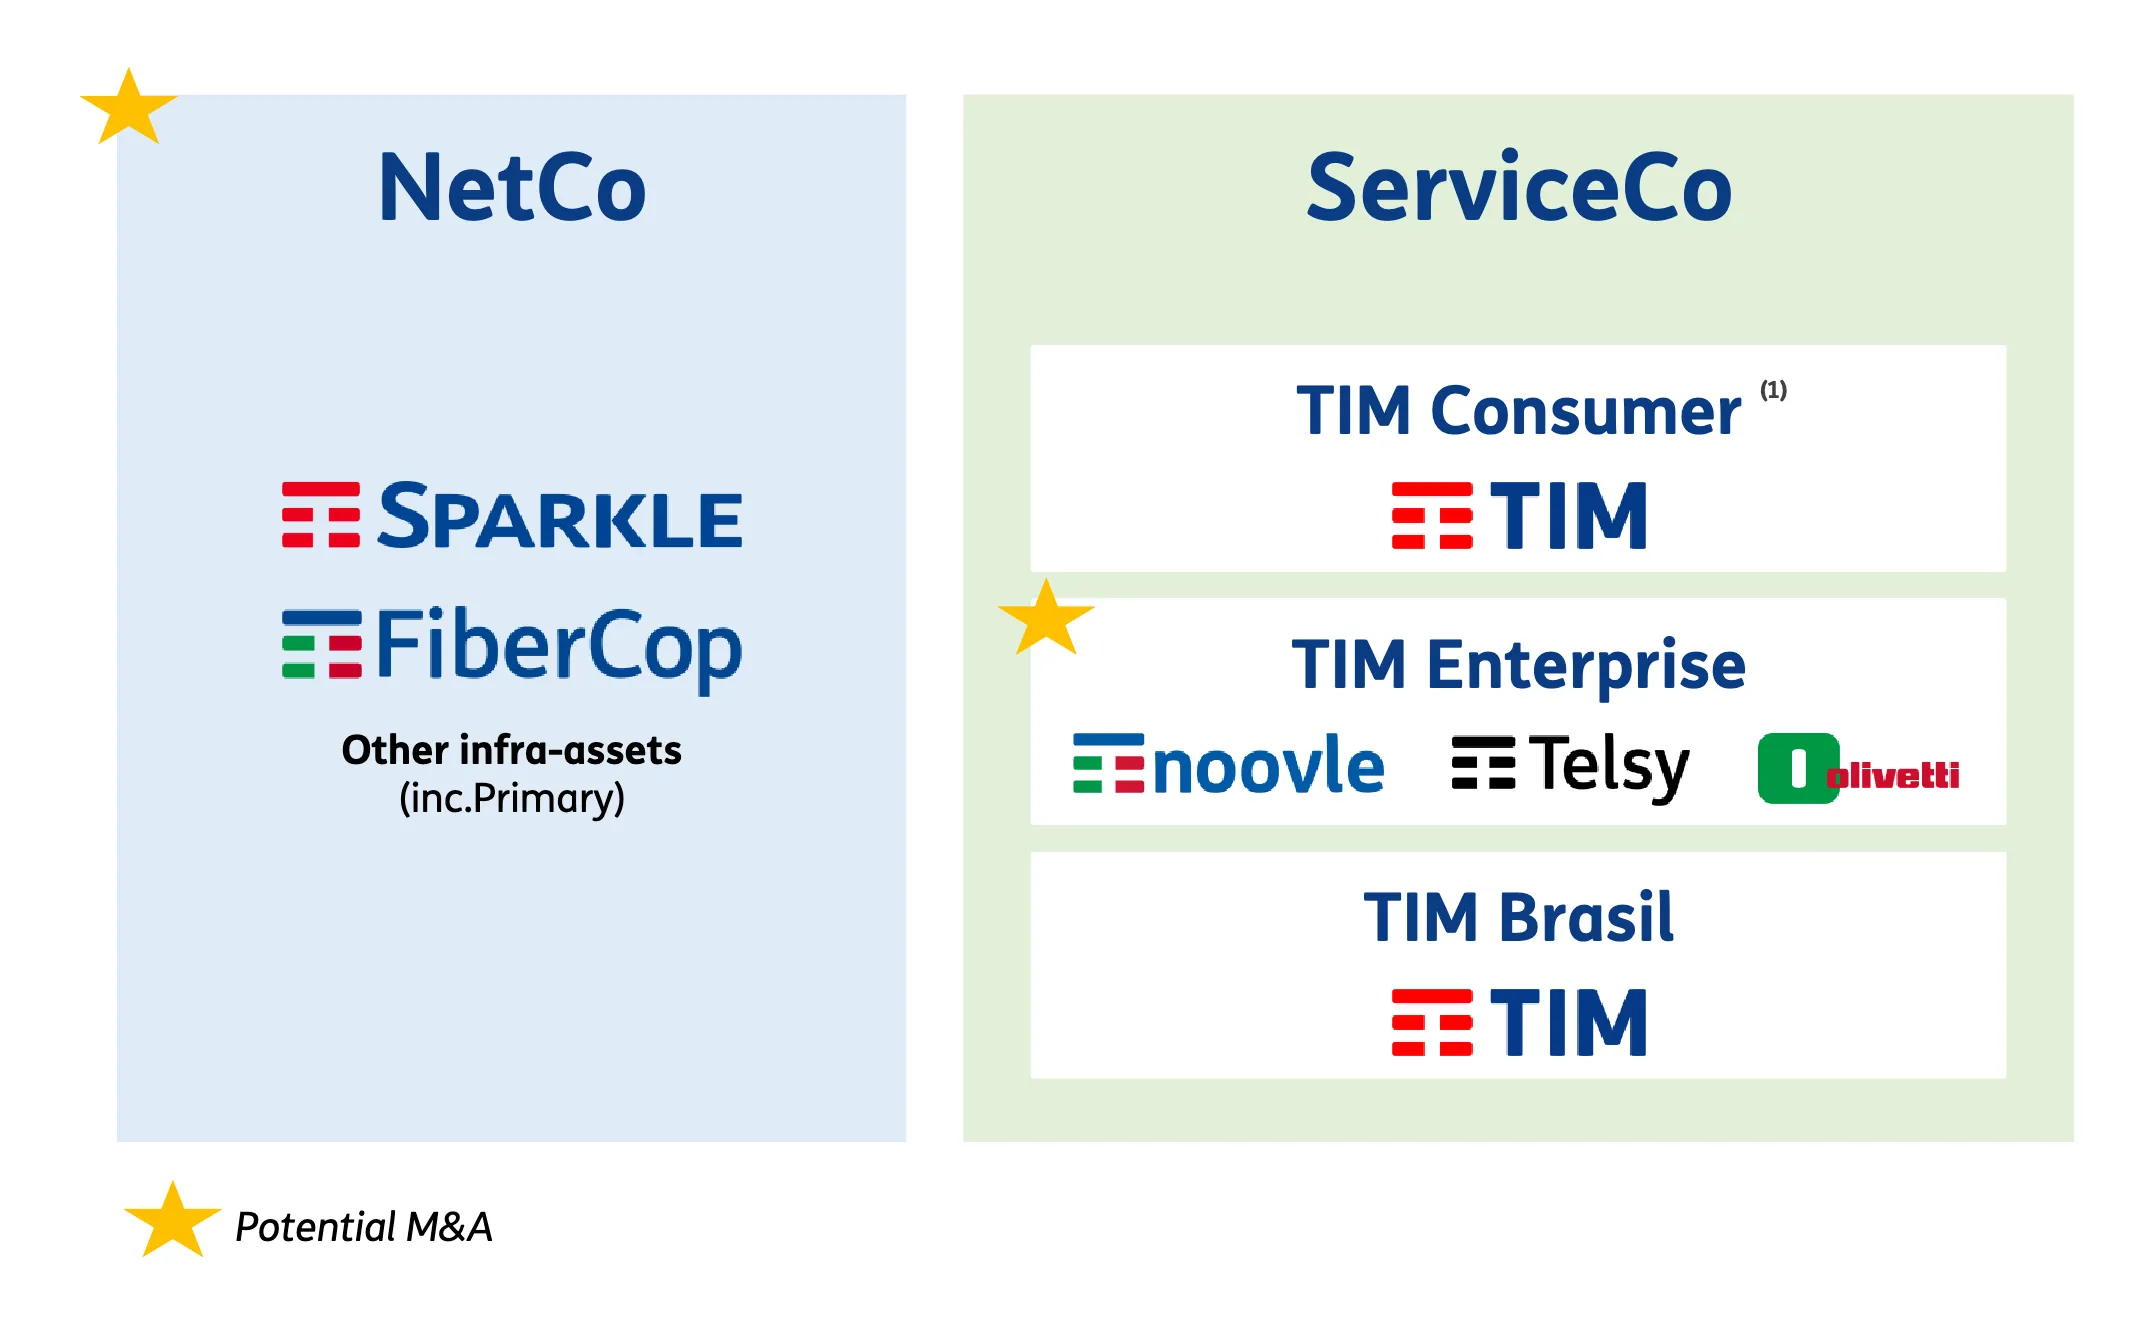 NetCo
SPARKLE
FiberCop
Other infra-assets
(inc.Primary)
ServiceCo
TIM Consumer (1)
TIM
TIM Enterprise
noovle Telsy olivetti
TIM Brasil
TIM
Potential M&A